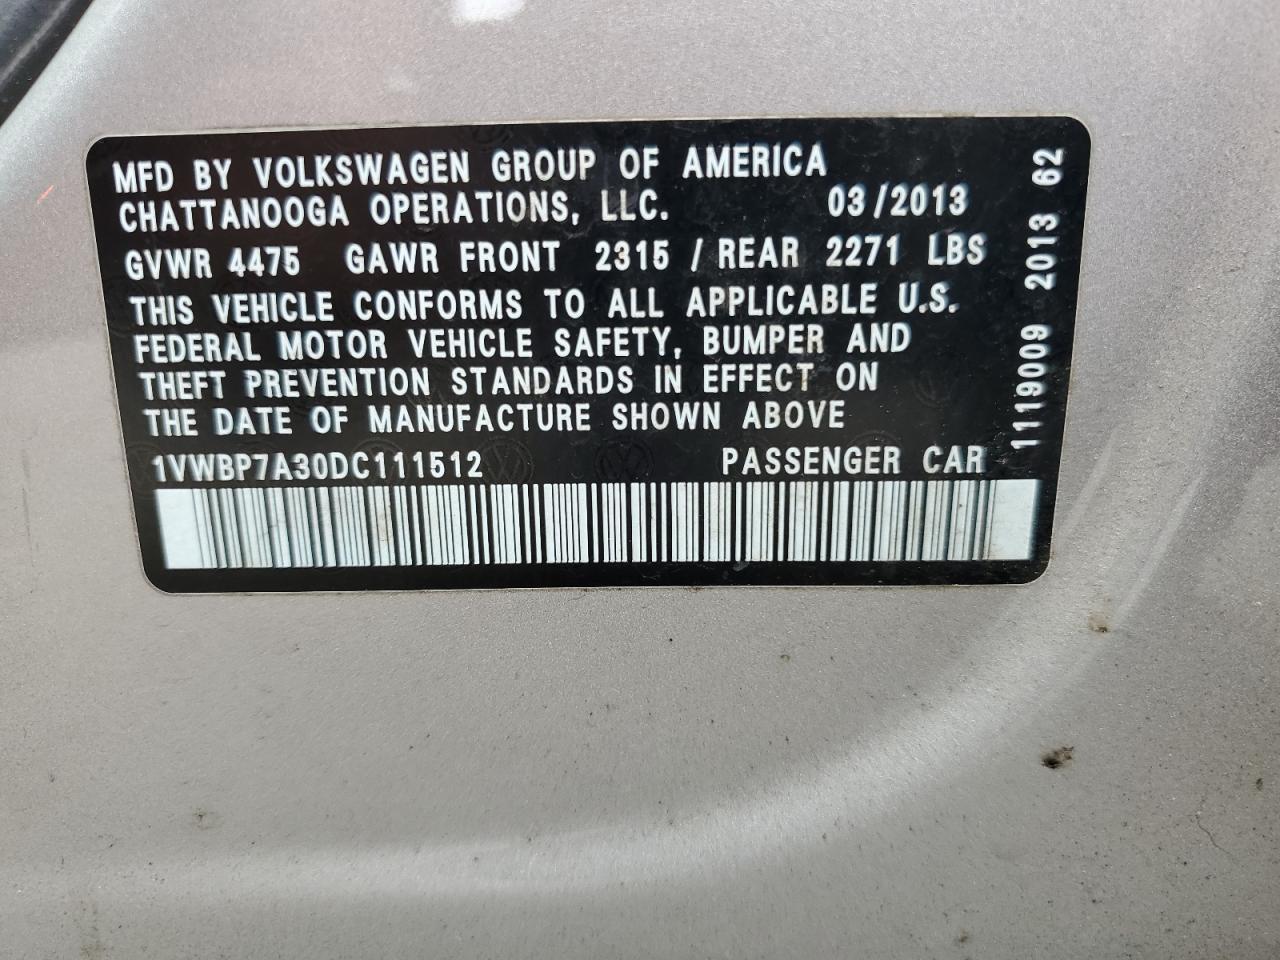 MFD BY VOLKSWAGEN GROUP OF AMERICA
CHATTANOOGA OPERATIONS, LLC. 03/2013
GVWR 4475 GAWR FRONT 2315 / REAR 2271 LBS
THIS VEHICLE CONFORMS TO ALL APPLICABLE U.S.
FEDERAL MOTOR VEHICLE SAFETY, BUMPER AND
THEFT PREVENTION STANDARDS IN EFFECT ON
THE DATE OF MANUFACTURE SHOWN ABOVE
1VWBP7A30DC111512 PASSENGER CAR
119009 2013 62